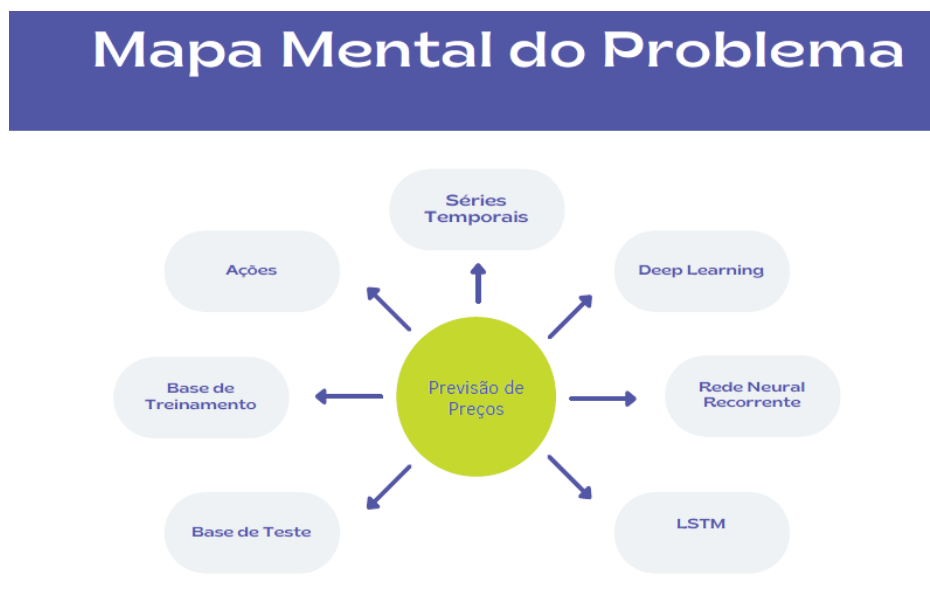 Mapa Mental do Problema
Séries
Temporais
Ações
Deep Learning
Base de
Treinamento
Previsão de
Preços
Rede Neural
Recorrente
Base de Teste
LSTM